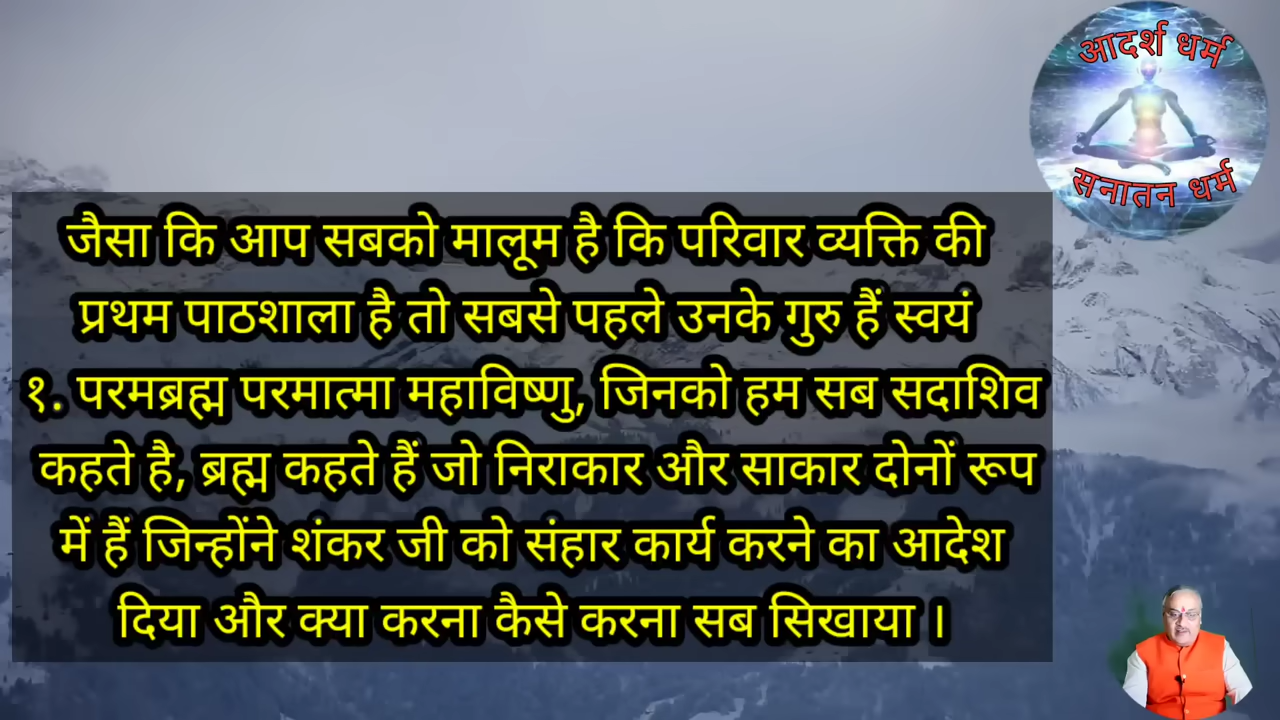 आदर्श धर्म
सनातन धर्म
जैसा कि आप सबको मालूम है कि परिवार व्यक्ति की
प्रथम पाठशाला है तो सबसे पहले उनके गुरु हैं स्वयं
१. परमब्रह्म परमात्मा महाविष्णु, जिनको हम सब सदाशिव
कहते है, ब्रह्म कहते हैं जो निराकार और साकार दोनों रूप
में हैं जिन्होंने शंकर जी को संहार कार्य करने का आदेश
दिया और क्या करना कैसे करना सब सिखाया ।